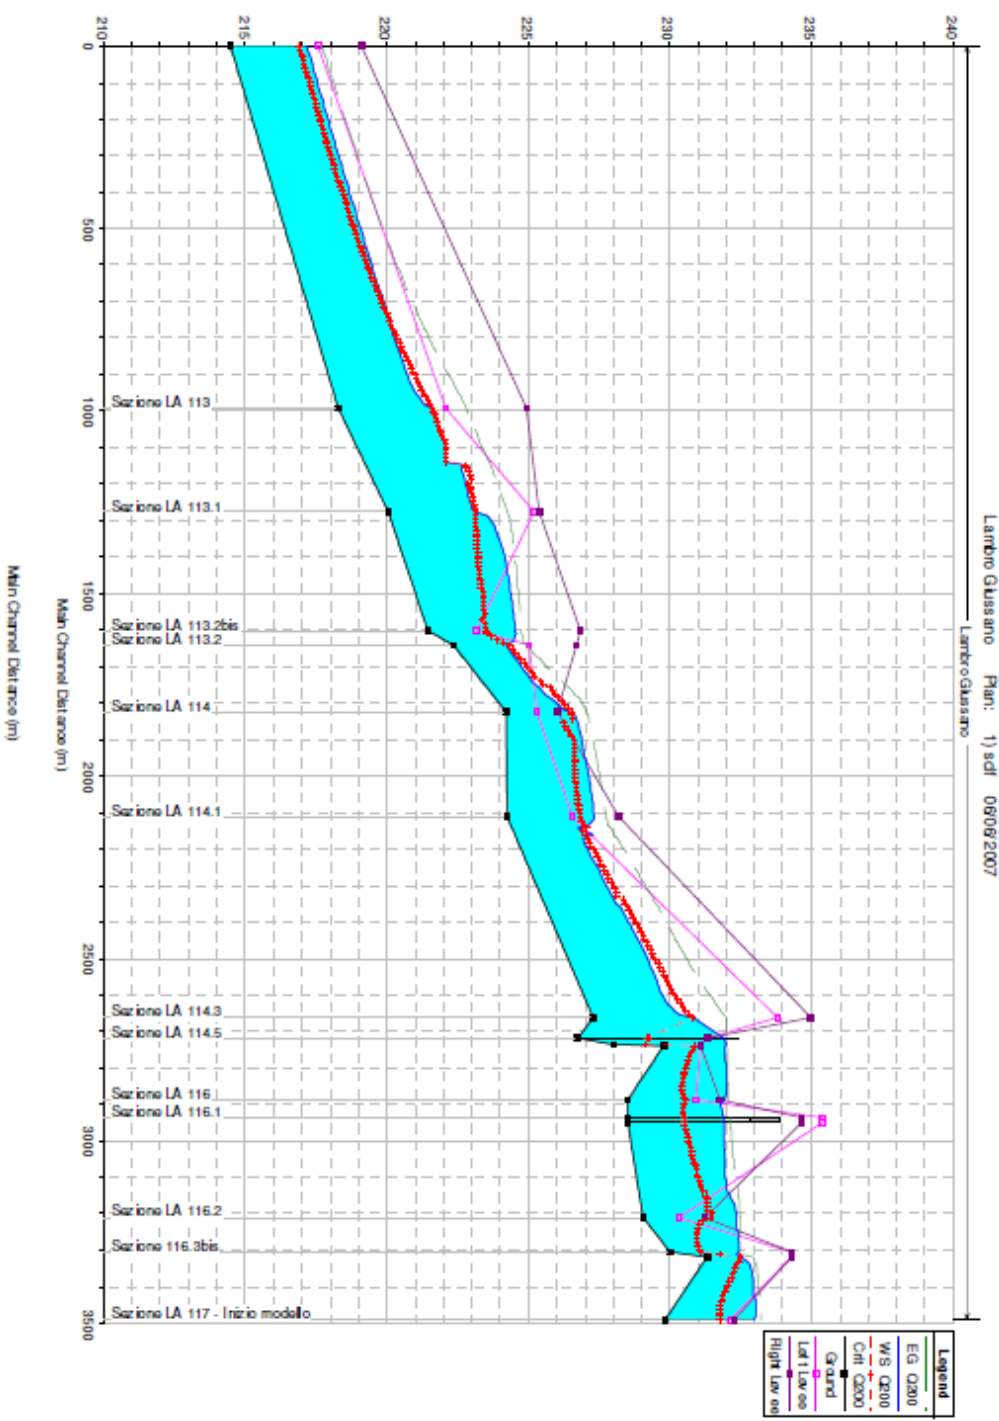 Lambro Giussano Plan: 1) sdf 06/06/2007
Lambro Giussano
Legend
EG Q200
WS Q200
Crit Q200
Ground
Left Levee
Right Levee
240
235
230
225
220
215
210
0
500
1000
1500
2000
2500
3000
3500
Sezione LA 113
Sezione LA 113.1
Sezione LA 113.2bis
Sezione LA 113.2
Sezione LA 114
Sezione LA 114.1
Sezione LA 114.3
Sezione LA 114.5
Sezione LA 116
Sezione LA 116.1
Sezione LA 116.2
Sezione 116.3bis
Sezione LA 117 - Inizio modello
Main Channel Distance (m)
Main Channel Distance (m)